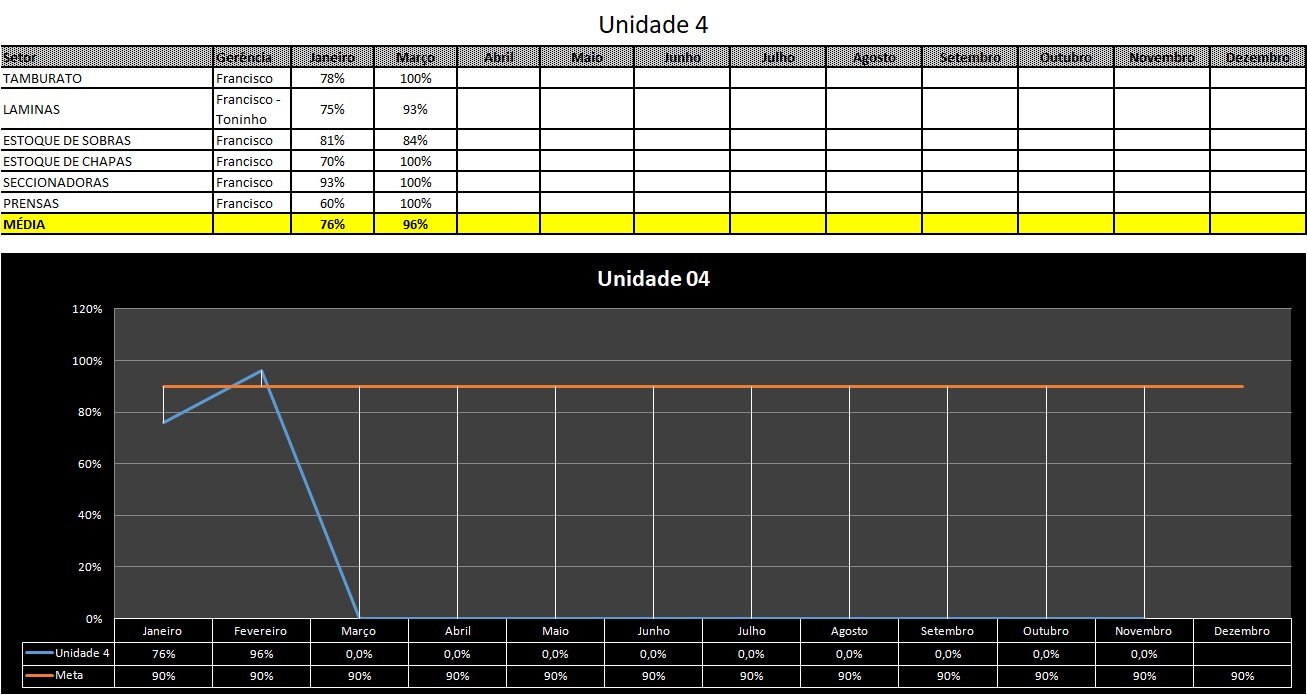 Unidade 4
Setor Gerência Janeiro Março Abril Maio Junho Julho Agosto Setembro Outubro Novembro Dezembro
TAMBURATO Francisco 78% 100%
LAMINAS Francisco - Toninho 75% 93%
ESTOQUE DE SOBRAS Francisco 81% 84%
ESTOQUE DE CHAPAS Francisco 70% 100%
SECCIONADORAS Francisco 93% 100%
PRENSAS Francisco 60% 100%
MÉDIA 76% 96%
Unidade 04
120%
100%
80%
60%
40%
20%
0%
Janeiro Fevereiro Março Abril Maio Junho Julho Agosto Setembro Outubro Novembro Dezembro
Unidade 4 76% 96% 0,0% 0,0% 0,0% 0,0% 0,0% 0,0% 0,0% 0,0% 0,0%
Meta 90% 90% 90% 90% 90% 90% 90% 90% 90% 90% 90% 90%